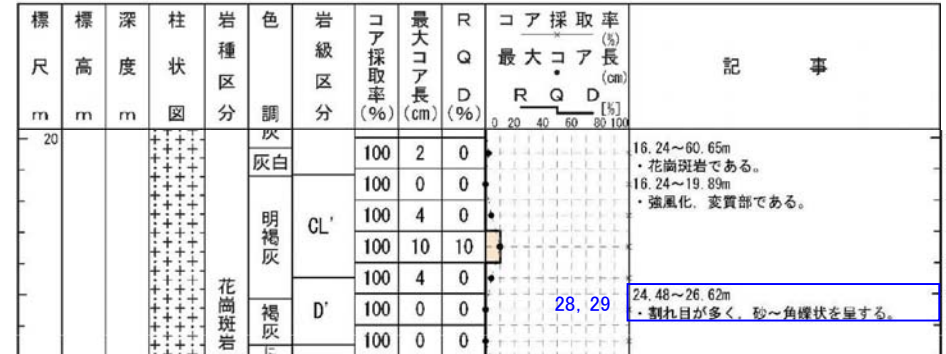 標尺 m
標高 m
深度 m
柱状図
岩種区分
色調
岩級区分
コア採取率(%)
最大コア長(cm)
RQD(%)
コア採取率(%)
最大コア長(cm)
RQD[%]
0 20 40 60 80 100
記事
20
灰白
明褐灰
褐灰
CL'
D'
花崗斑岩
100 2 0
100 0 0
100 4 0
100 10 10
100 4 0
100 0 0
100 0 0
16.24～60.65m
・花崗斑岩である。
16.24～19.89m
・強風化，変質部である。
28, 29
24.48～26.62m
・割れ目が多く，砂～角礫状を呈する。